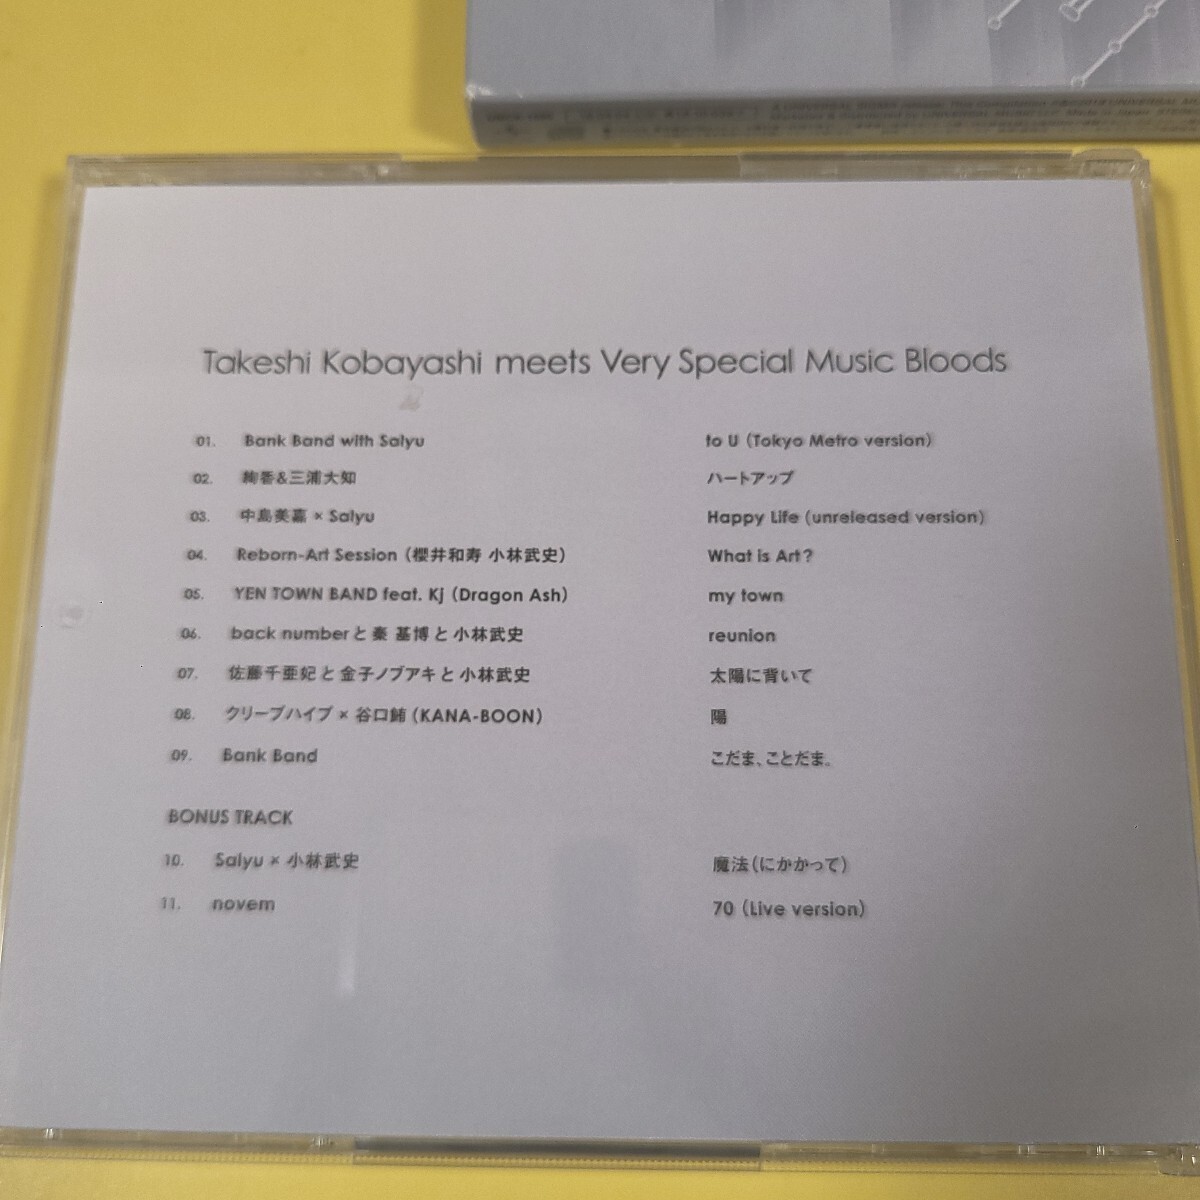 Takeshi Kobayashi meets Very Special Music Bloods
01. Bank Band with Salyu to U (Tokyo Metro version)
02. 絢香&三浦大知 ハートアップ
03. 中島美嘉 × Salyu Happy Life (unreleased version)
04. Reborn-Art Session (櫻井和寿 小林武史) What is Art?
05. YEN TOWN BAND feat. Kj (Dragon Ash) my town
06. back numberと秦 基博と小林武史 reunion
07. 佐藤千亜妃と金子ノブアキと小林武史 太陽に背いて
08. クリープハイプ × 谷口鮪 (KANA-BOON) 陽
09. Bank Band こだま、ことだま。
BONUS TRACK
10. Salyu × 小林武史 魔法(にかかって)
11. novem 70 (Live version)